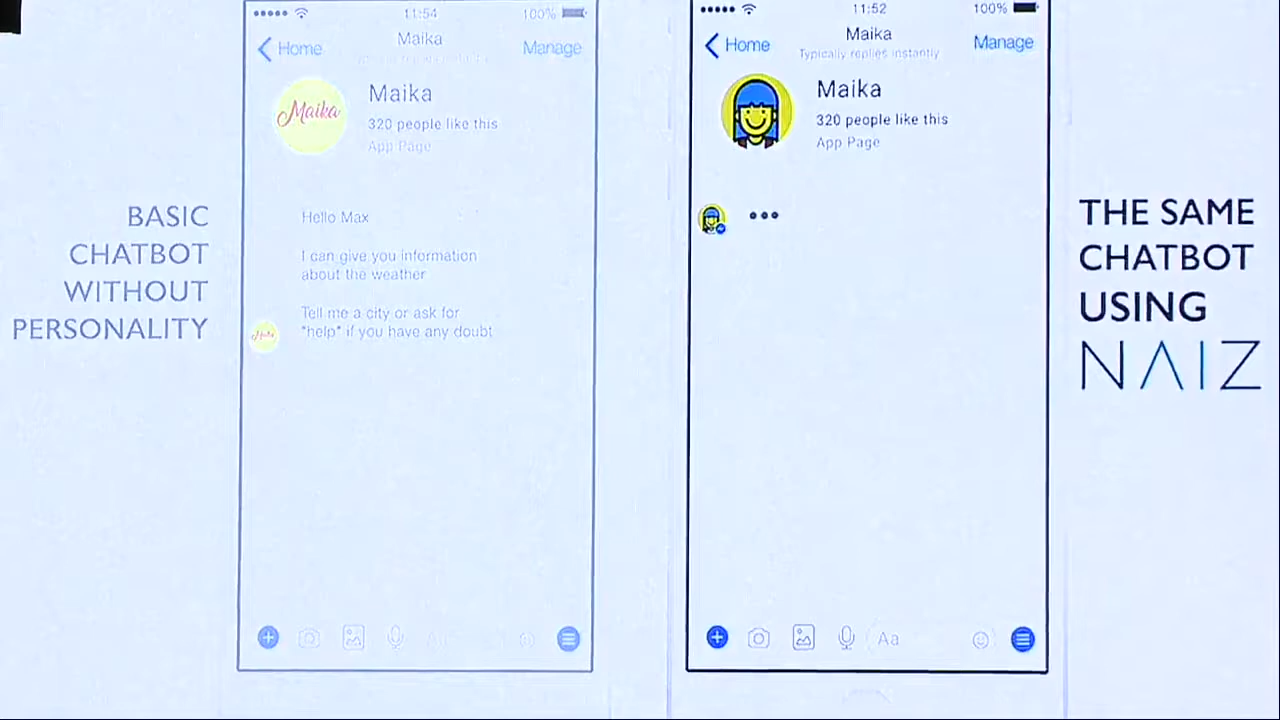 11:54
100%
Home
Maika
Manage
Maika
Maika
320 people like this
App Page
BASIC
CHATBOT
WITHOUT
PERSONALITY
Hello Max
I can give you information
about the weather
Tell me a city or ask for
"help" if you have any doubt
Maika
Aa
11:52
100%
Home
Maika
Typically replies instantly
Manage
Maika
320 people like this
App Page
Aa
THE SAME
CHATBOT
USING
NAIZ